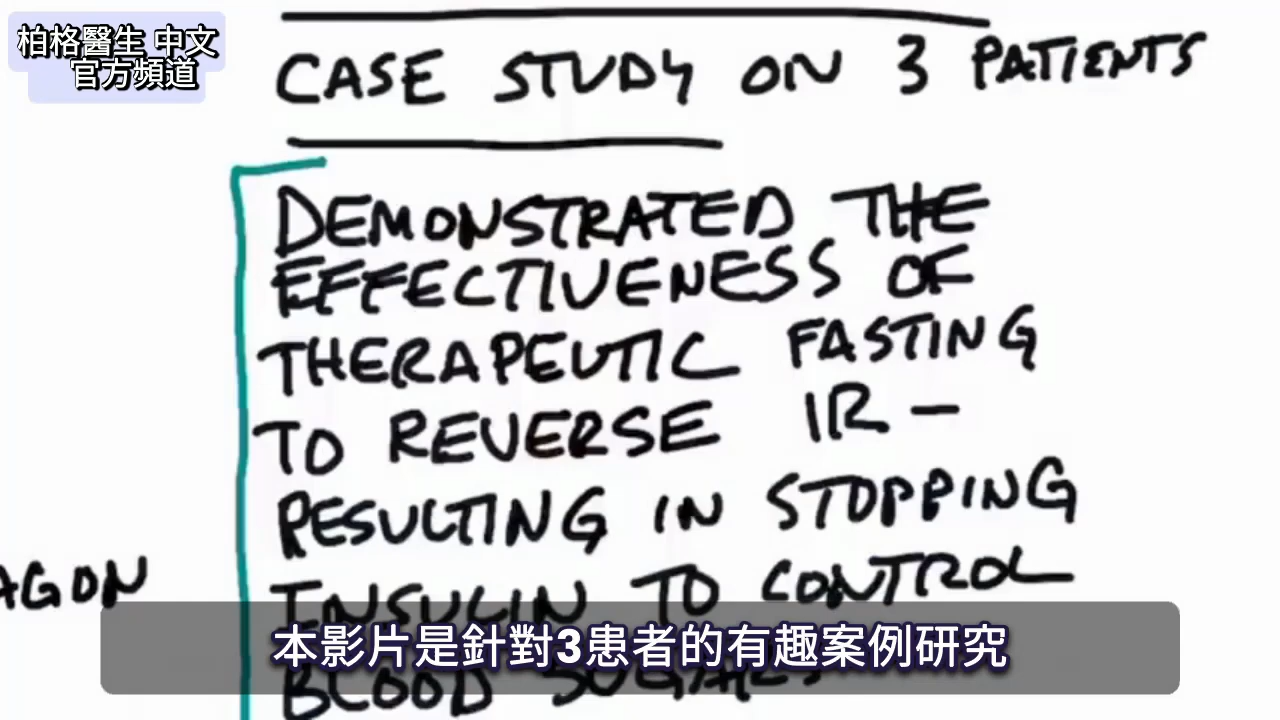 柏格醫生 中文
官方頻道
CASE STUDY ON 3 PATIENTS
DEMONSTRATED THE
EFFECTIVENESS OF
THERAPEUTIC FASTING
TO REVERSE IR –
RESULTING IN STOPPING
INSULIN TO CONTROL
BLOOD SUGARS
AGON
本影片是針對3患者的有趣案例研究